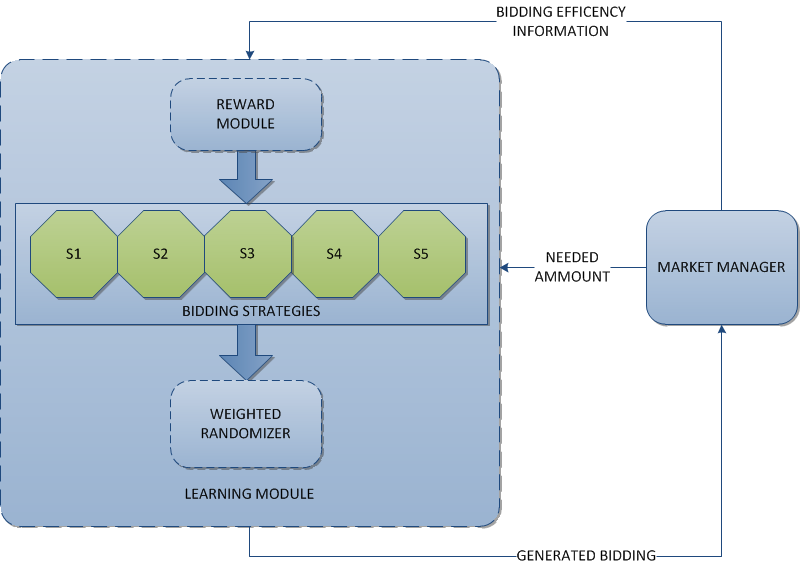 BIDDING EFFICENCY
INFORMATION
REWARD
MODULE
S1
S2
S3
S4
S5
BIDDING STRATEGIES
NEEDED
AMMOUNT
MARKET MANAGER
WEIGHTED
RANDOMIZER
LEARNING MODULE
GENERATED BIDDING